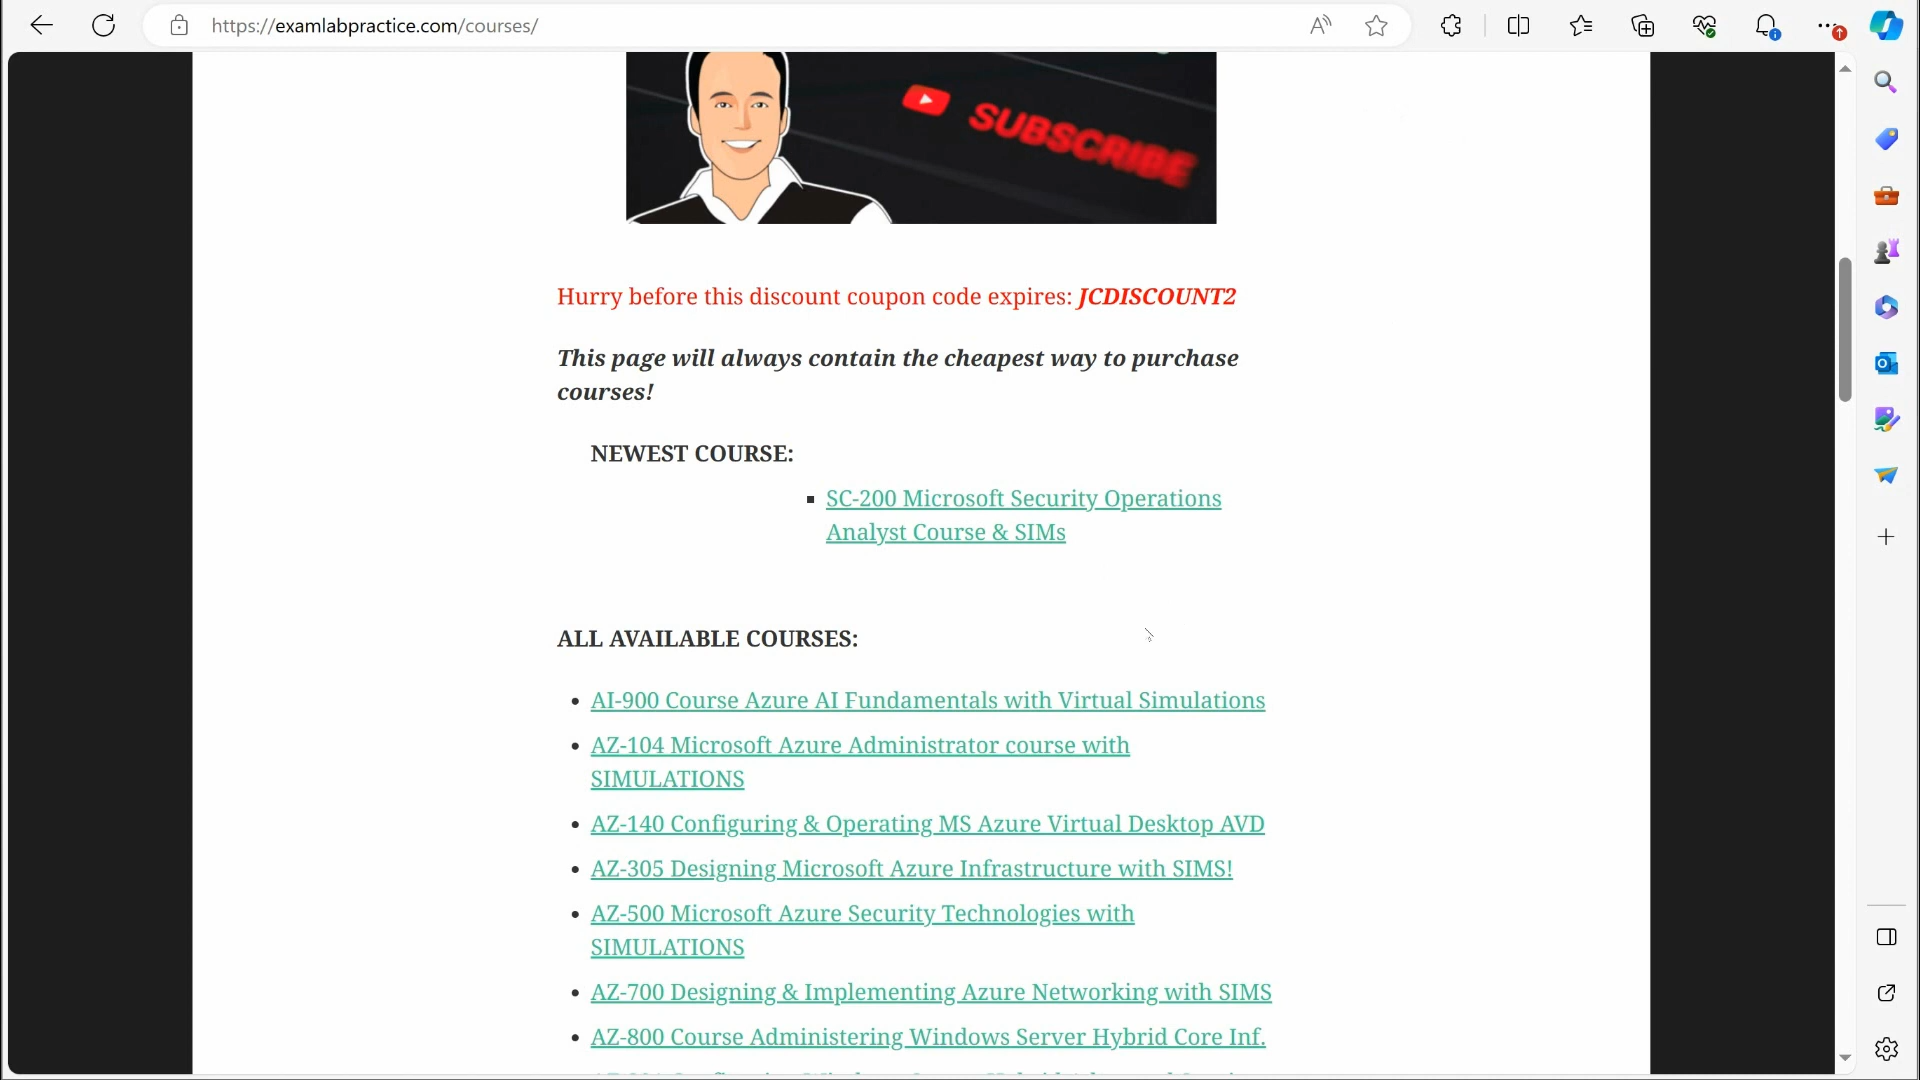 https://examlabpractice.com/courses/
SUBSCRIBE
Hurry before this discount coupon code expires: JCDISCOUNT2
This page will always contain the cheapest way to purchase
courses!
NEWEST COURSE:
SC-200 Microsoft Security Operations
Analyst Course & SIMs
ALL AVAILABLE COURSES:
AI-900 Course Azure AI Fundamentals with Virtual Simulations
AZ-104 Microsoft Azure Administrator course with
SIMULATIONS
AZ-140 Configuring & Operating MS Azure Virtual Desktop AVD
AZ-305 Designing Microsoft Azure Infrastructure with SIMS!
AZ-500 Microsoft Azure Security Technologies with
SIMULATIONS
AZ-700 Designing & Implementing Azure Networking with SIMS
AZ-800 Course Administering Windows Server Hybrid Core Inf.